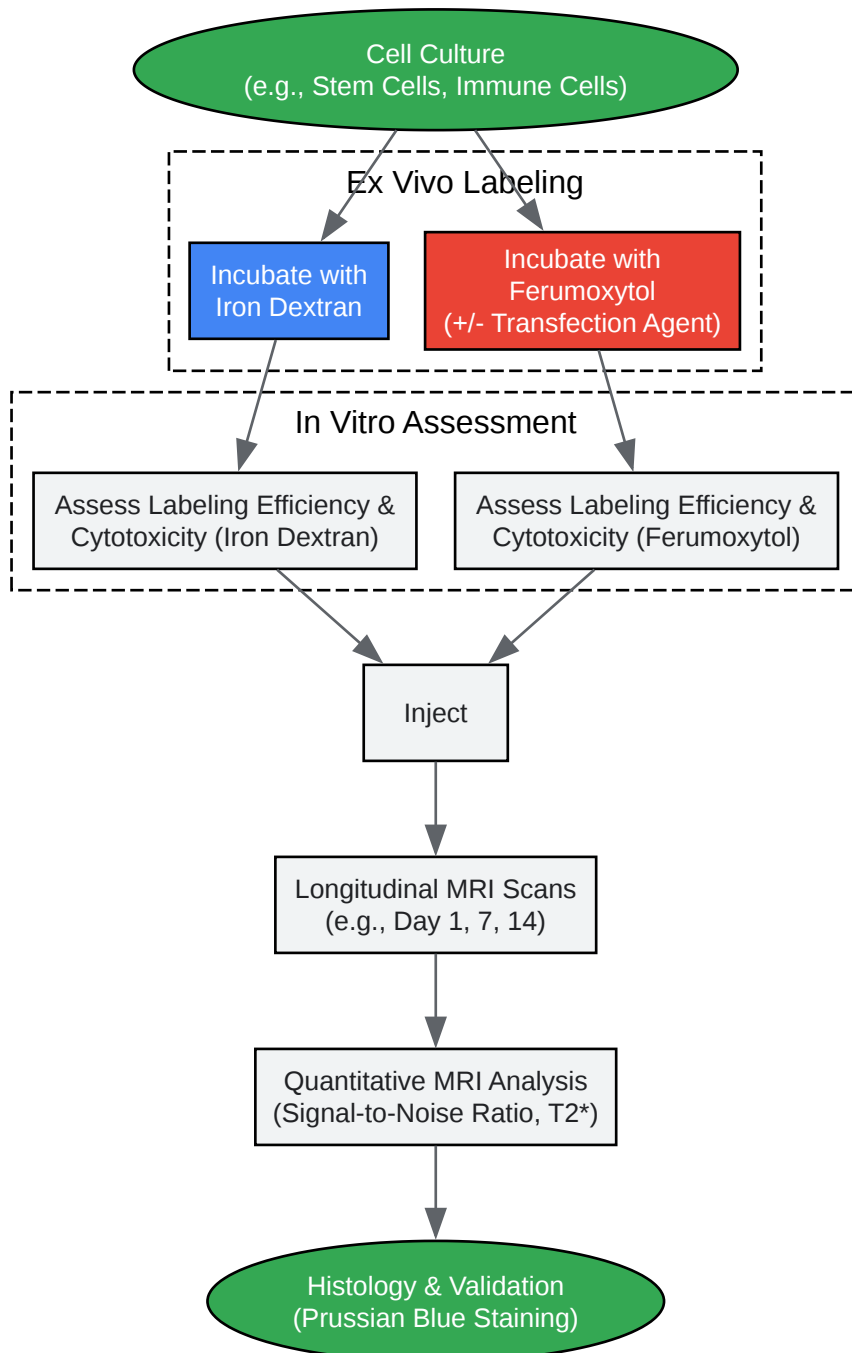 Cell Culture
(e.g., Stem Cells, Immune Cells)
Ex Vivo Labeling
Incubate with
Iron Dextran
Incubate with
Ferumoxytol
(+/- Transfection Agent)
In Vitro Assessment
Assess Labeling Efficiency &
Cytotoxicity (Iron Dextran)
Assess Labeling Efficiency &
Cytotoxicity (Ferumoxytol)
Inject
Longitudinal MRI Scans
(e.g., Day 1, 7, 14)
Quantitative MRI Analysis
(Signal-to-Noise Ratio, T2*)
Histology & Validation
(Prussian Blue Staining)